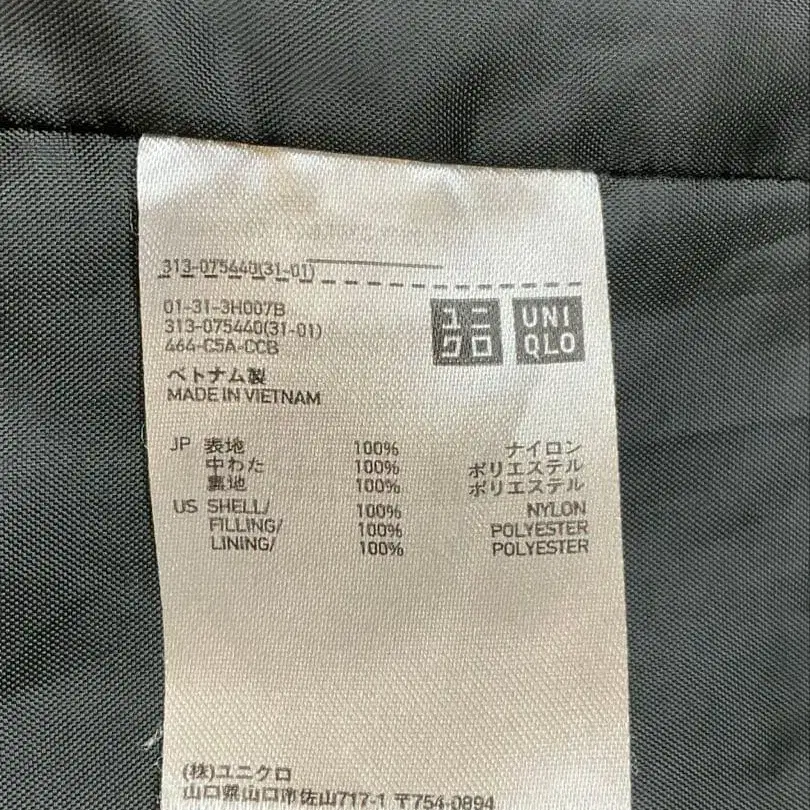 313-075440(31-01)
01-31-3H007B
313-075440(31-01)
464-C5A-CCB
ユニクロ UNIQLO
ベトナム製
MADE IN VIETNAM
JP 表地 100% ナイロン
中わた 100% ポリエステル
裏地 100% ポリエステル
US SHELL/ 100% NYLON
FILLING/ 100% POLYESTER
LINING/ 100% POLYESTER
(株)ユニクロ
山口県山口市佐山717-1 〒754-0894